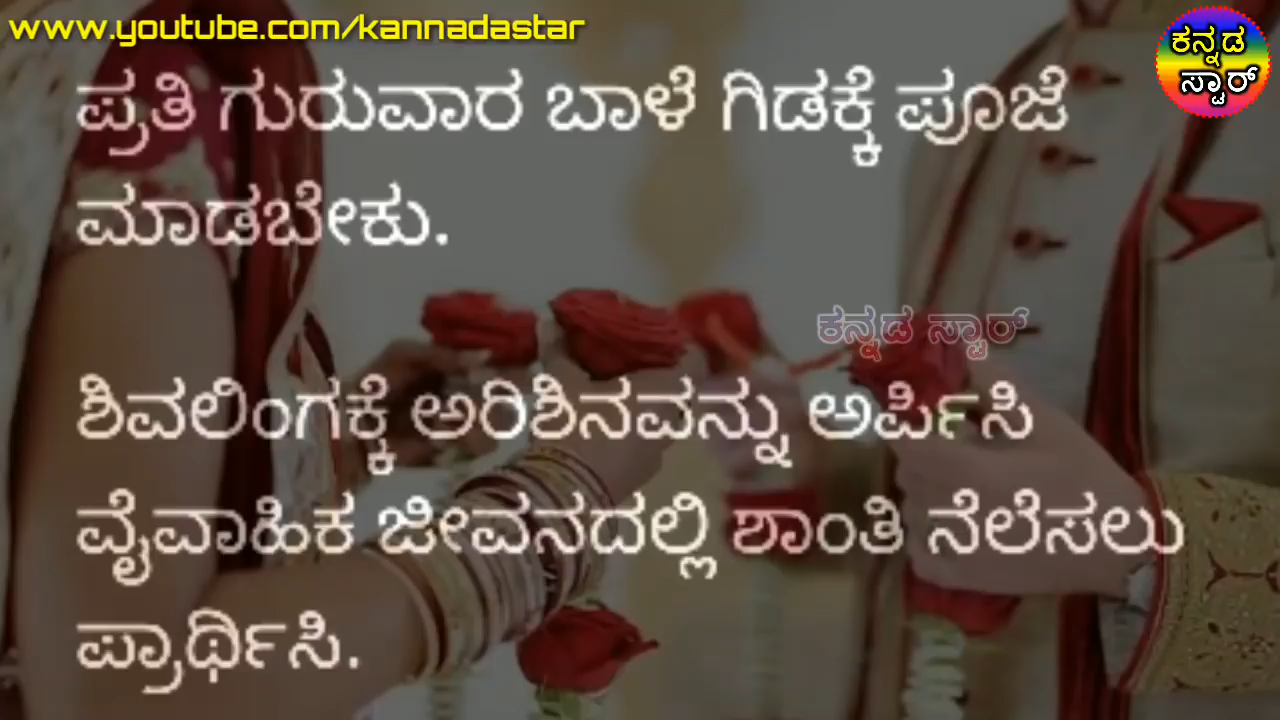 www.youtube.com/kannadastar
ಕನ್ನಡ
ಸ್ಟಾರ್
ಪ್ರತಿ ಗುರುವಾರ ಬಾಳೆ ಗಿಡಕ್ಕೆ ಪೂಜೆ
ಮಾಡಬೇಕು.
ಕನ್ನಡ ಸ್ಟಾರ್
ಶಿವಲಿಂಗಕ್ಕೆ ಅರಿಶಿನವನ್ನು ಅರ್ಪಿಸಿ
ವೈವಾಹಿಕ ಜೀವನದಲ್ಲಿ ಶಾಂತಿ ನೆಲೆಸಲು
ಪ್ರಾರ್ಥಿಸಿ.